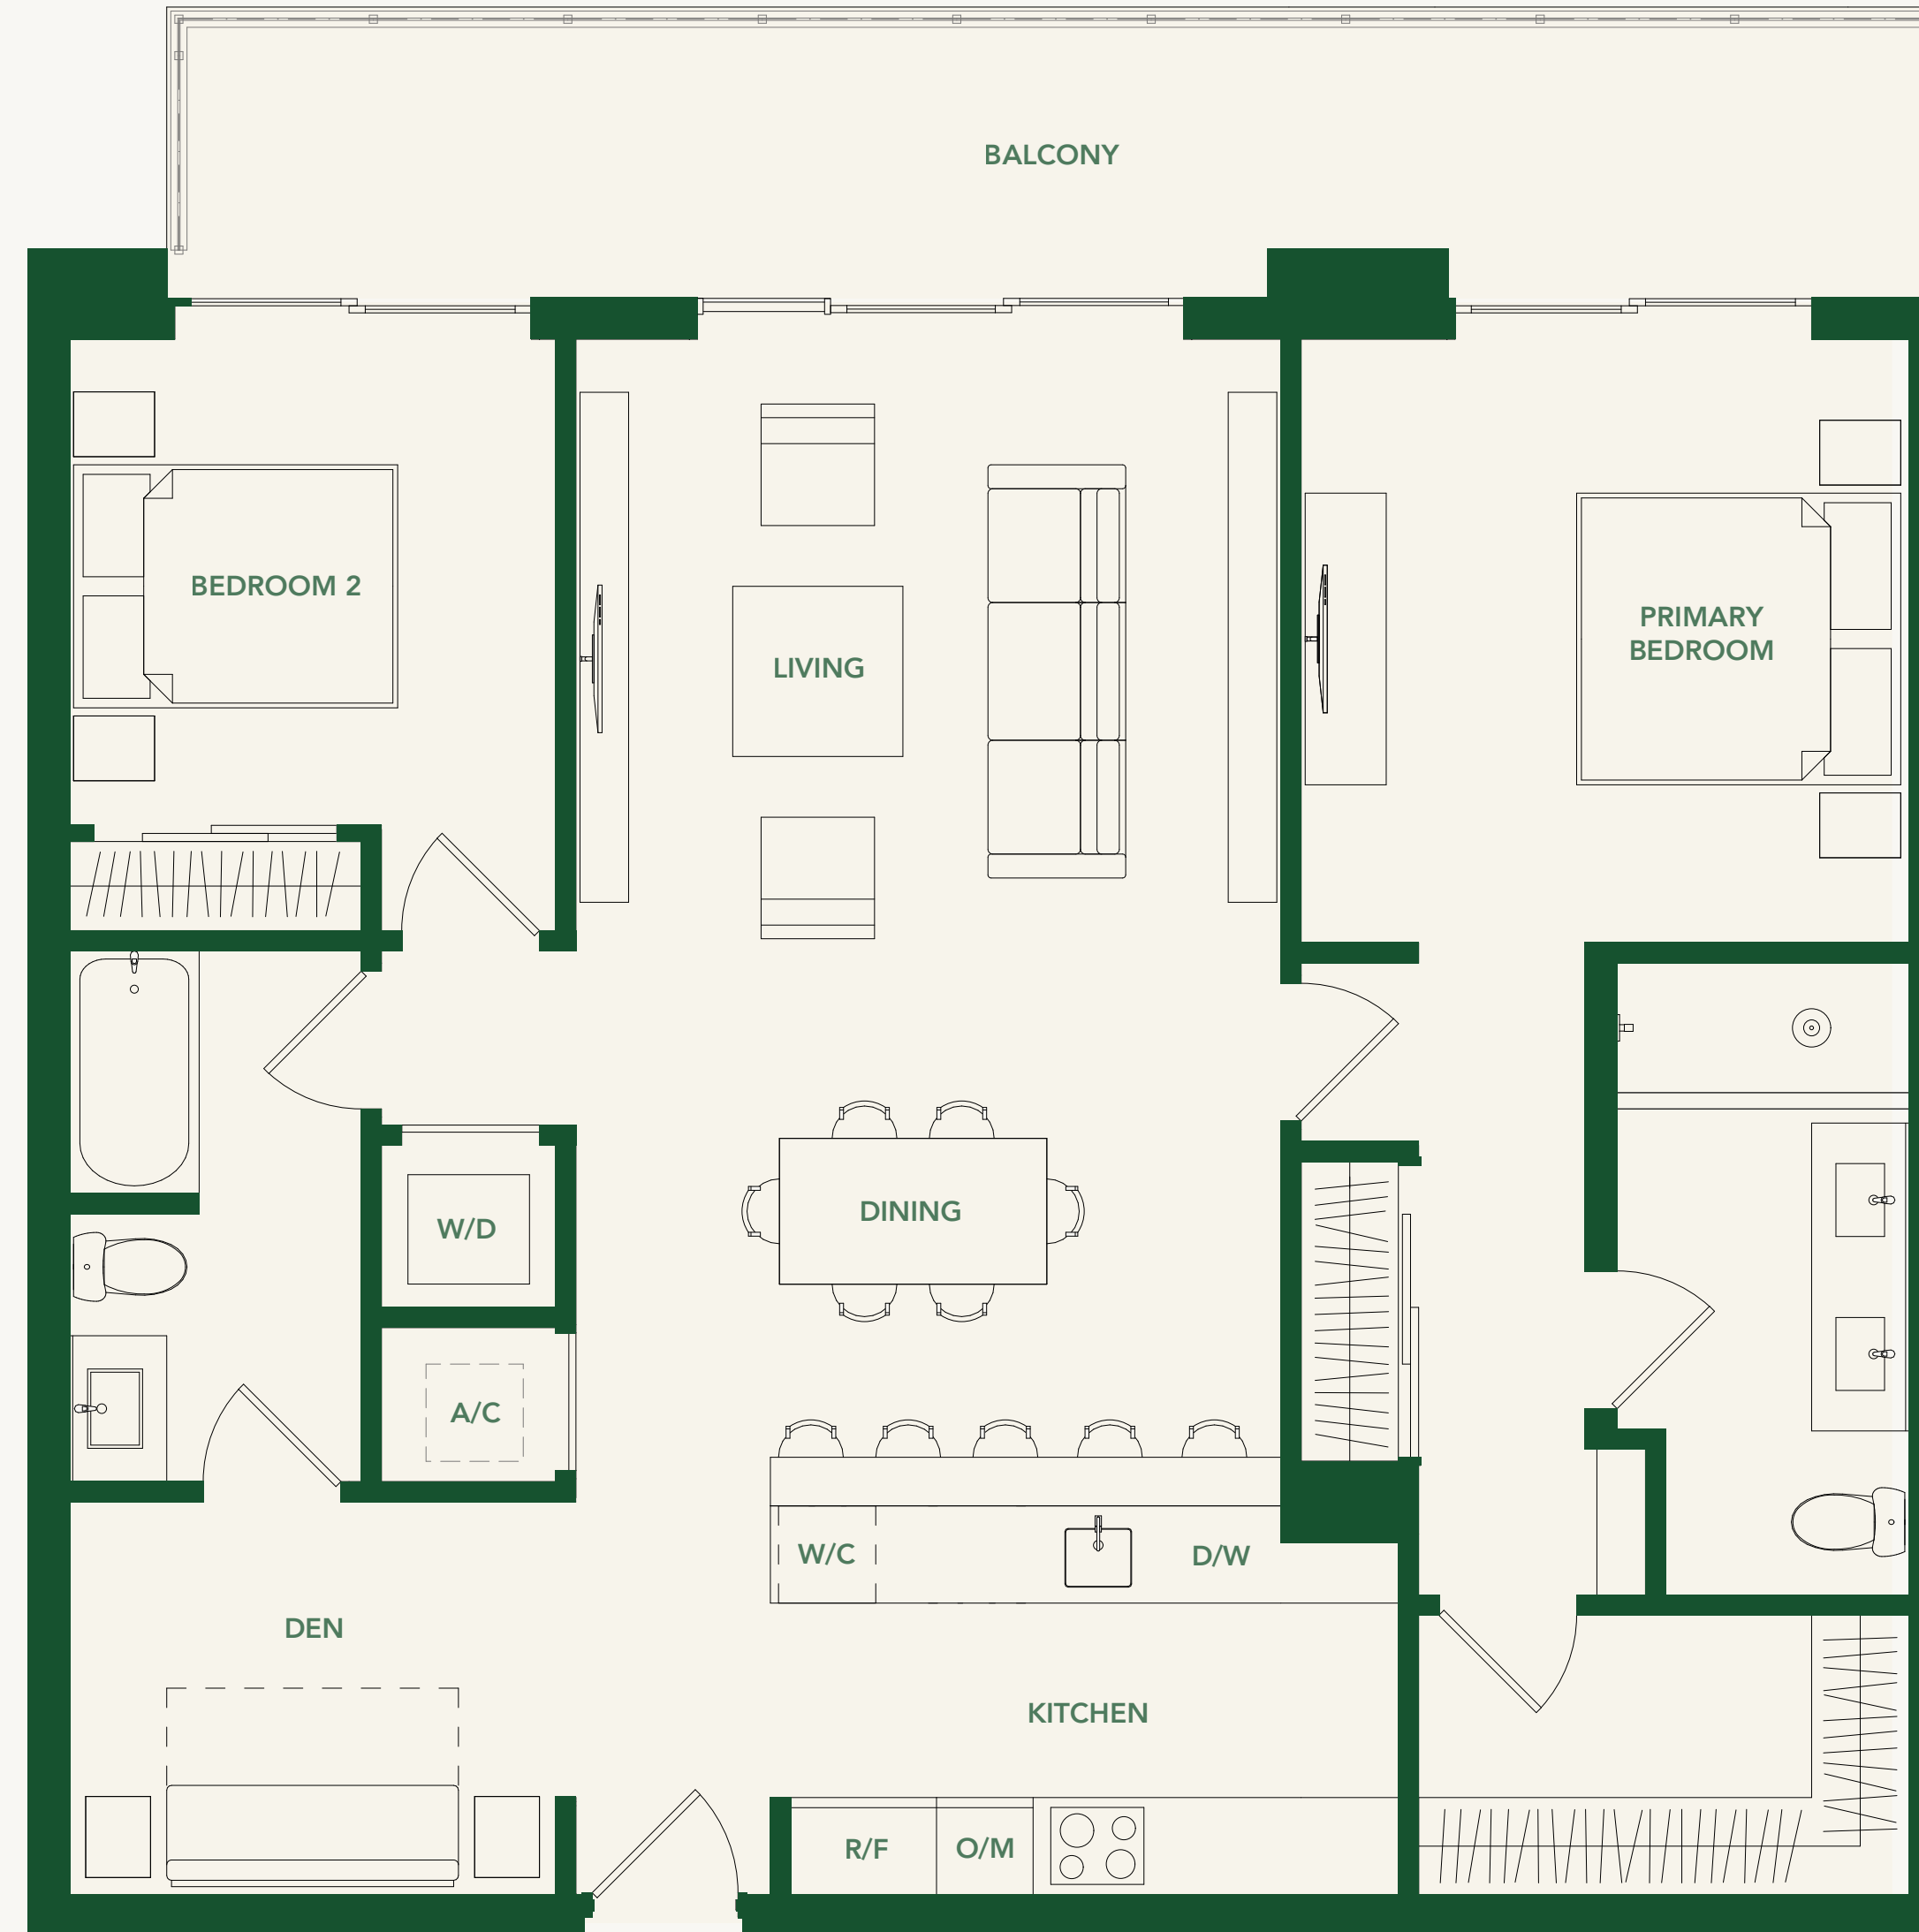 BALCONY
BEDROOM 2
LIVING
PRIMARY
BEDROOM
DINING
W/D
A/C
W/C
D/W
DEN
KITCHEN
R/F
O/M